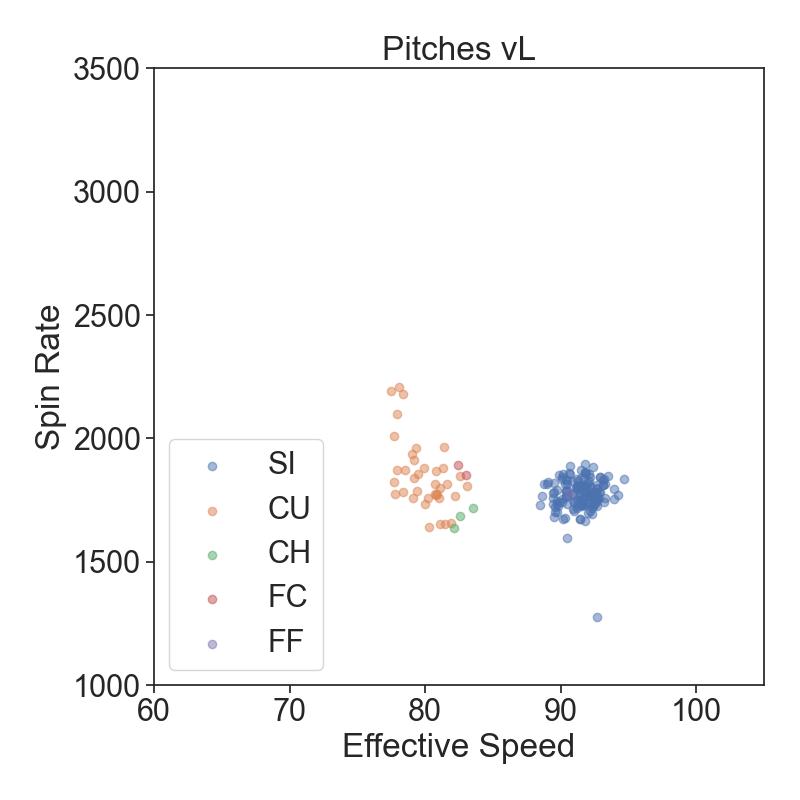 Pitches vL
3500
3000
2500
2000
1500
1000
Spin Rate
SI
CU
CH
FC
FF
60 70 80 90 100
Effective Speed